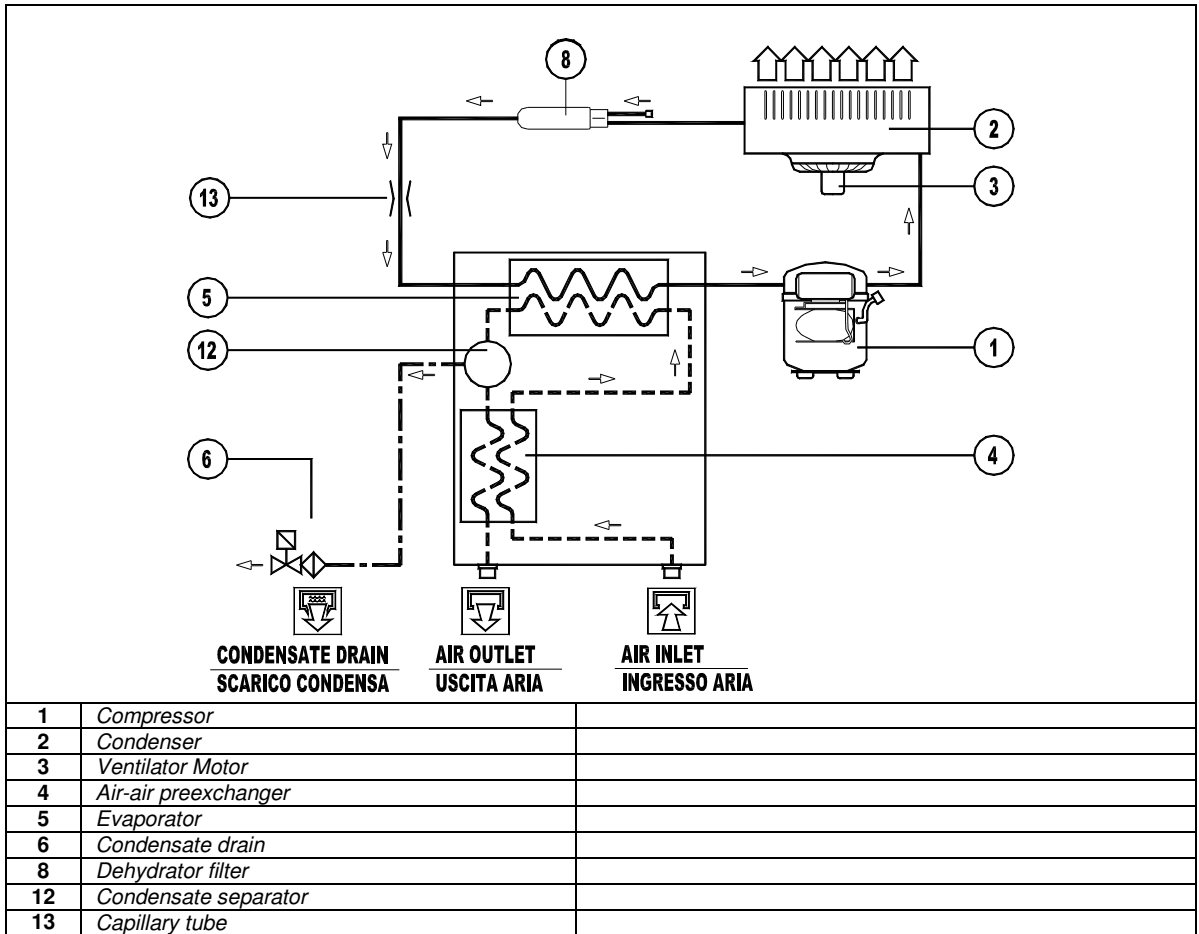 8
2
3
13
5
12
1
6
4
CONDENSATE DRAIN
SCARICO CONDENSA
AIR OUTLET
USCITA ARIA
AIR INLET
INGRESSO ARIA
1 Compressor
2 Condenser
3 Ventilator Motor
4 Air-air preexchanger
5 Evaporator
6 Condensate drain
8 Dehydrator filter
12 Condensate separator
13 Capillary tube